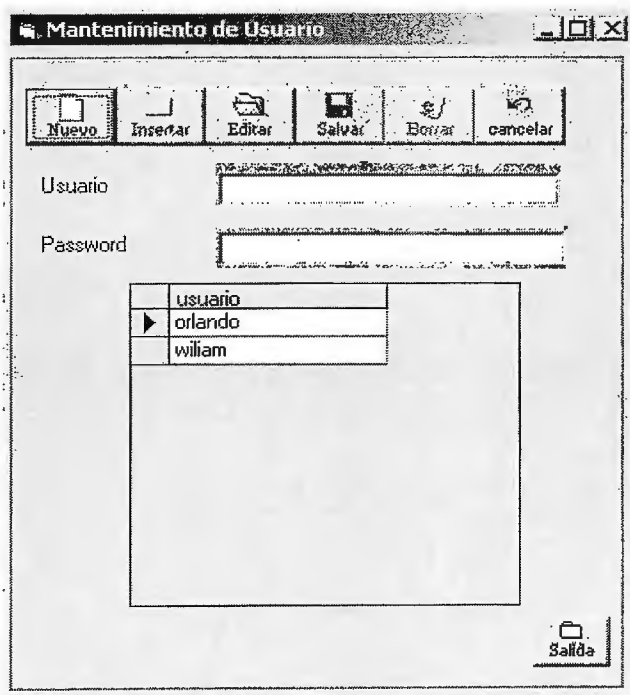 Mantenimiento de Usuario
Nuevo Insertar Editar Salvar Borrar cancelar
Usuario
Password
usuario
orlando
wiliam
Salida